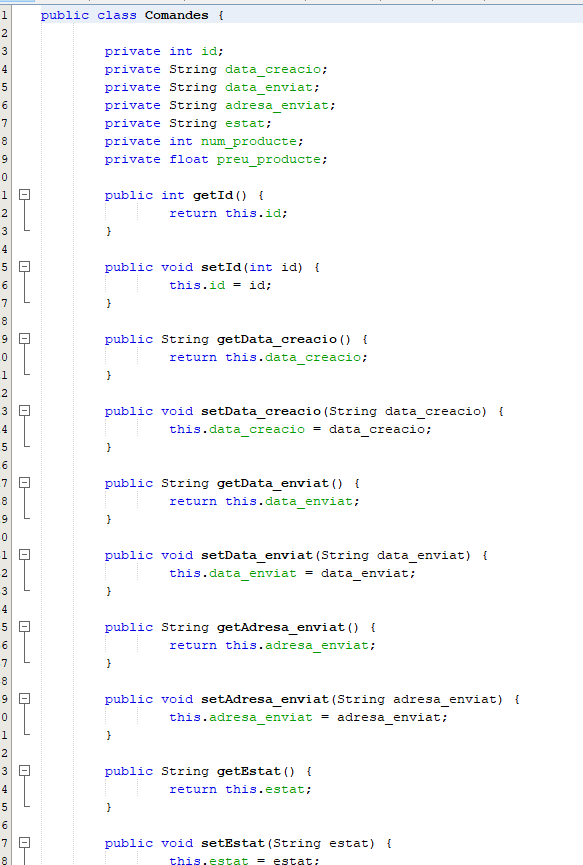 1 public class Comandes {
2
3 private int id;
4 private String data_creacio;
5 private String data_enviat;
6 private String adresa_enviat;
7 private String estat;
8 private int num_producte;
9 private float preu_producte;
0
1 public int getId() {
2 return this.id;
3 }
4
5 public void setId(int id) {
6 this.id = id;
7 }
8
9 public String getData_creacio() {
0 return this.data_creacio;
1 }
2
3 public void setData_creacio(String data_creacio) {
4 this.data_creacio = data_creacio;
5 }
6
7 public String getData_enviat() {
8 return this.data_enviat;
9 }
0
1 public void setData_enviat(String data_enviat) {
2 this.data_enviat = data_enviat;
3 }
4
5 public String getAdresa_enviat() {
6 return this.adresa_enviat;
7 }
8
9 public void setAdresa_enviat(String adresa_enviat) {
0 this.adresa_enviat = adresa_enviat;
1 }
2
3 public String getEstat() {
4 return this.estat;
5 }
6
7 public void setEstat(String estat) {
8 this.estat = estat;